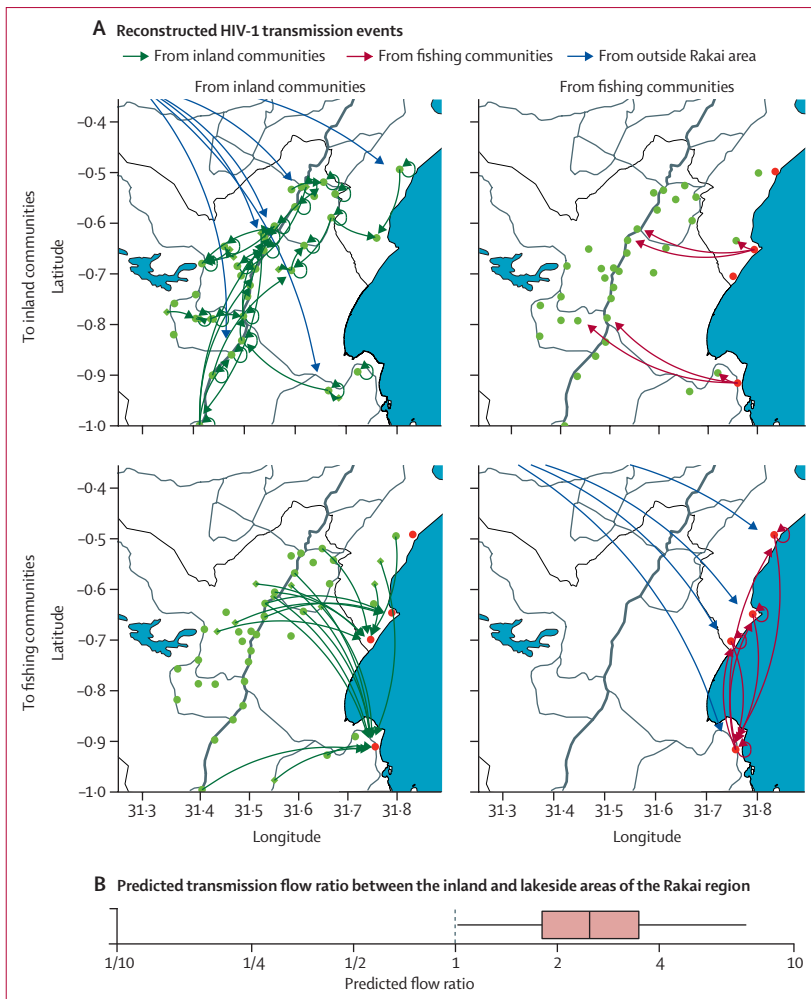 A Reconstructed HIV-1 transmission events
From inland communities From fishing communities From outside Rakai area
From inland communities From fishing communities
To inland communities
Latitude
–0·4
–0·5
–0·6
–0·7
–0·8
–0·9
–1·0
To fishing communities
Latitude
–0·4
–0·5
–0·6
–0·7
–0·8
–0·9
–1·0
31·3 31·4 31·5 31·6 31·7 31·8 31·3 31·4 31·5 31·6 31·7 31·8
Longitude Longitude
B Predicted transmission flow ratio between the inland and lakeside areas of the Rakai region
1/10 1/4 1/2 1 2 4 10
Predicted flow ratio